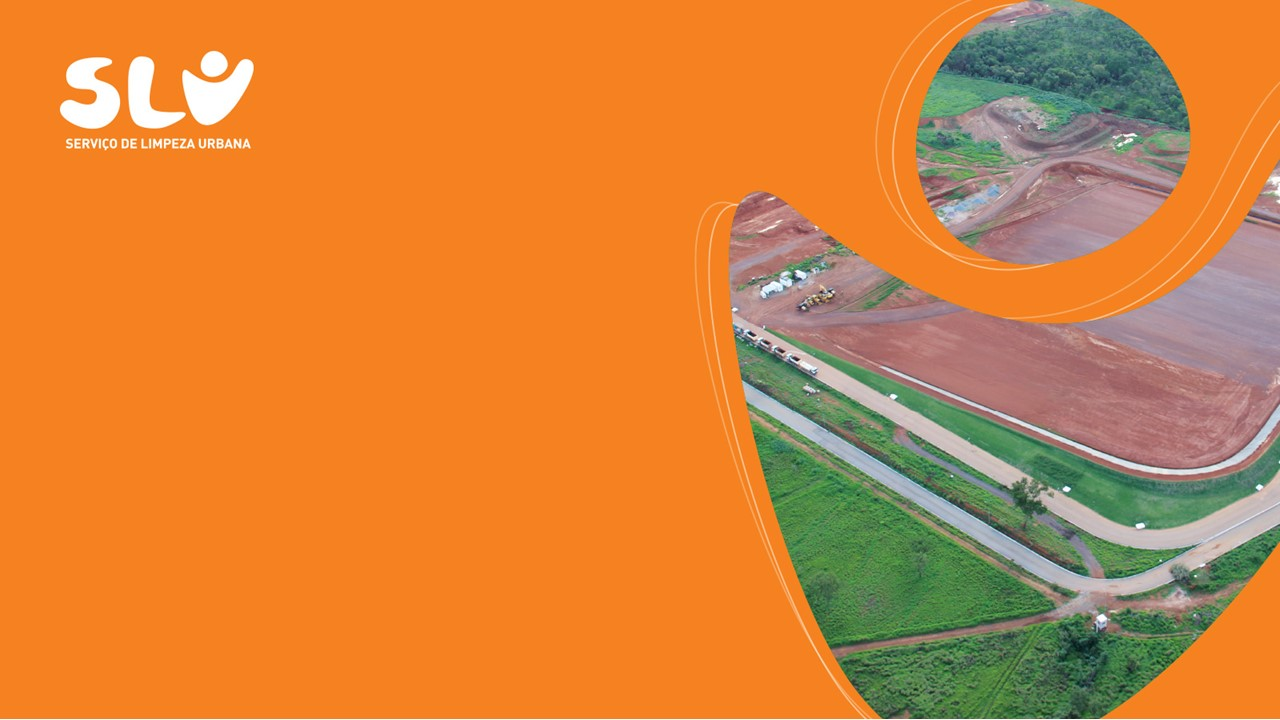 SLU
SERVIÇO DE LIMPEZA URBANA